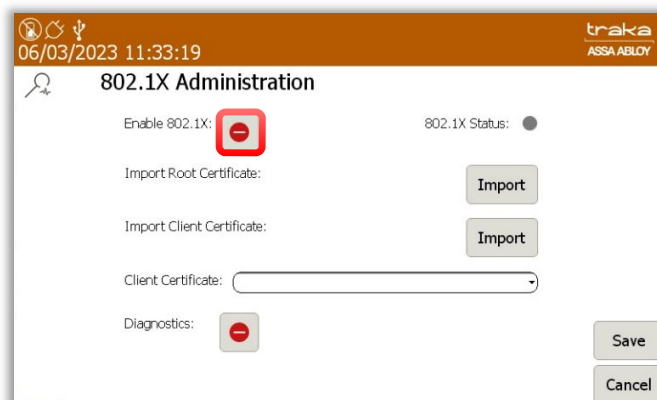 traka
06/03/2023 11:33:19
ASSA ABLOY
802.1X Administration
Enable 802.1X:
802.1X Status:
Import Root Certificate:
Import
Import Client Certificate:
Import
Client Certificate:
Diagnostics:
Save
Cancel